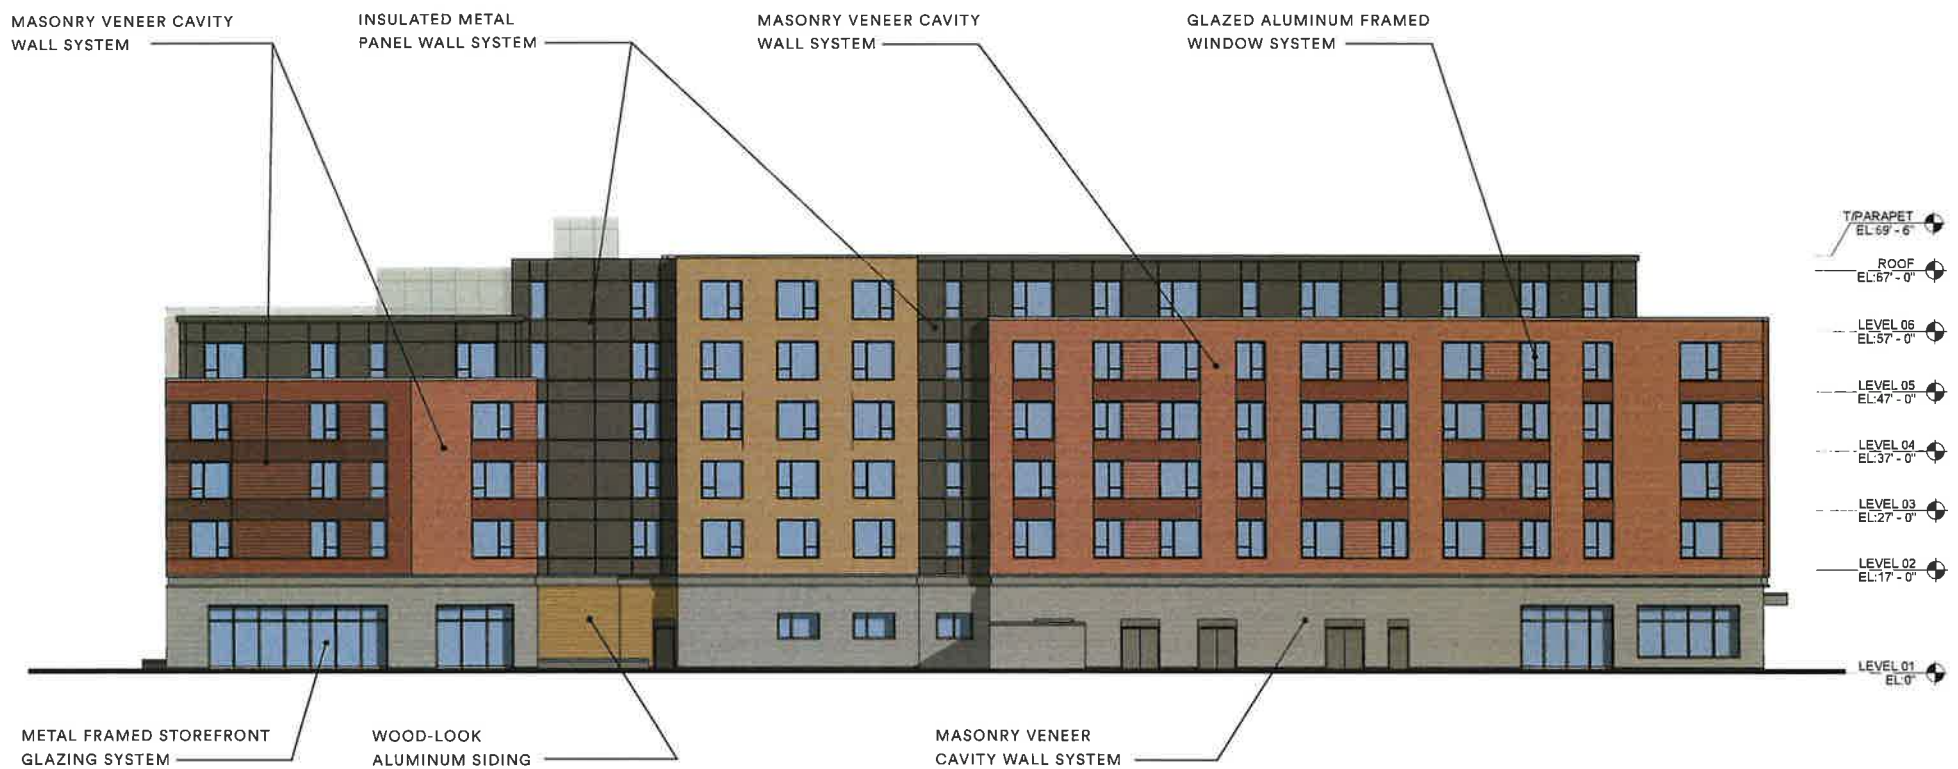 MASONRY VENEER CAVITY
WALL SYSTEM
INSULATED METAL
PANEL WALL SYSTEM
MASONRY VENEER CAVITY
WALL SYSTEM
GLAZED ALUMINUM FRAMED
WINDOW SYSTEM
T/PARAPET
EL:69' - 6"
ROOF
EL:67' - 0"
LEVEL 06
EL:57' - 0"
LEVEL 05
EL:47' - 0"
LEVEL 04
EL:37' - 0"
LEVEL 03
EL:27' - 0"
LEVEL 02
EL:17' - 0"
LEVEL 01
EL:0"
METAL FRAMED STOREFRONT
GLAZING SYSTEM
WOOD-LOOK
ALUMINUM SIDING
MASONRY VENEER
CAVITY WALL SYSTEM